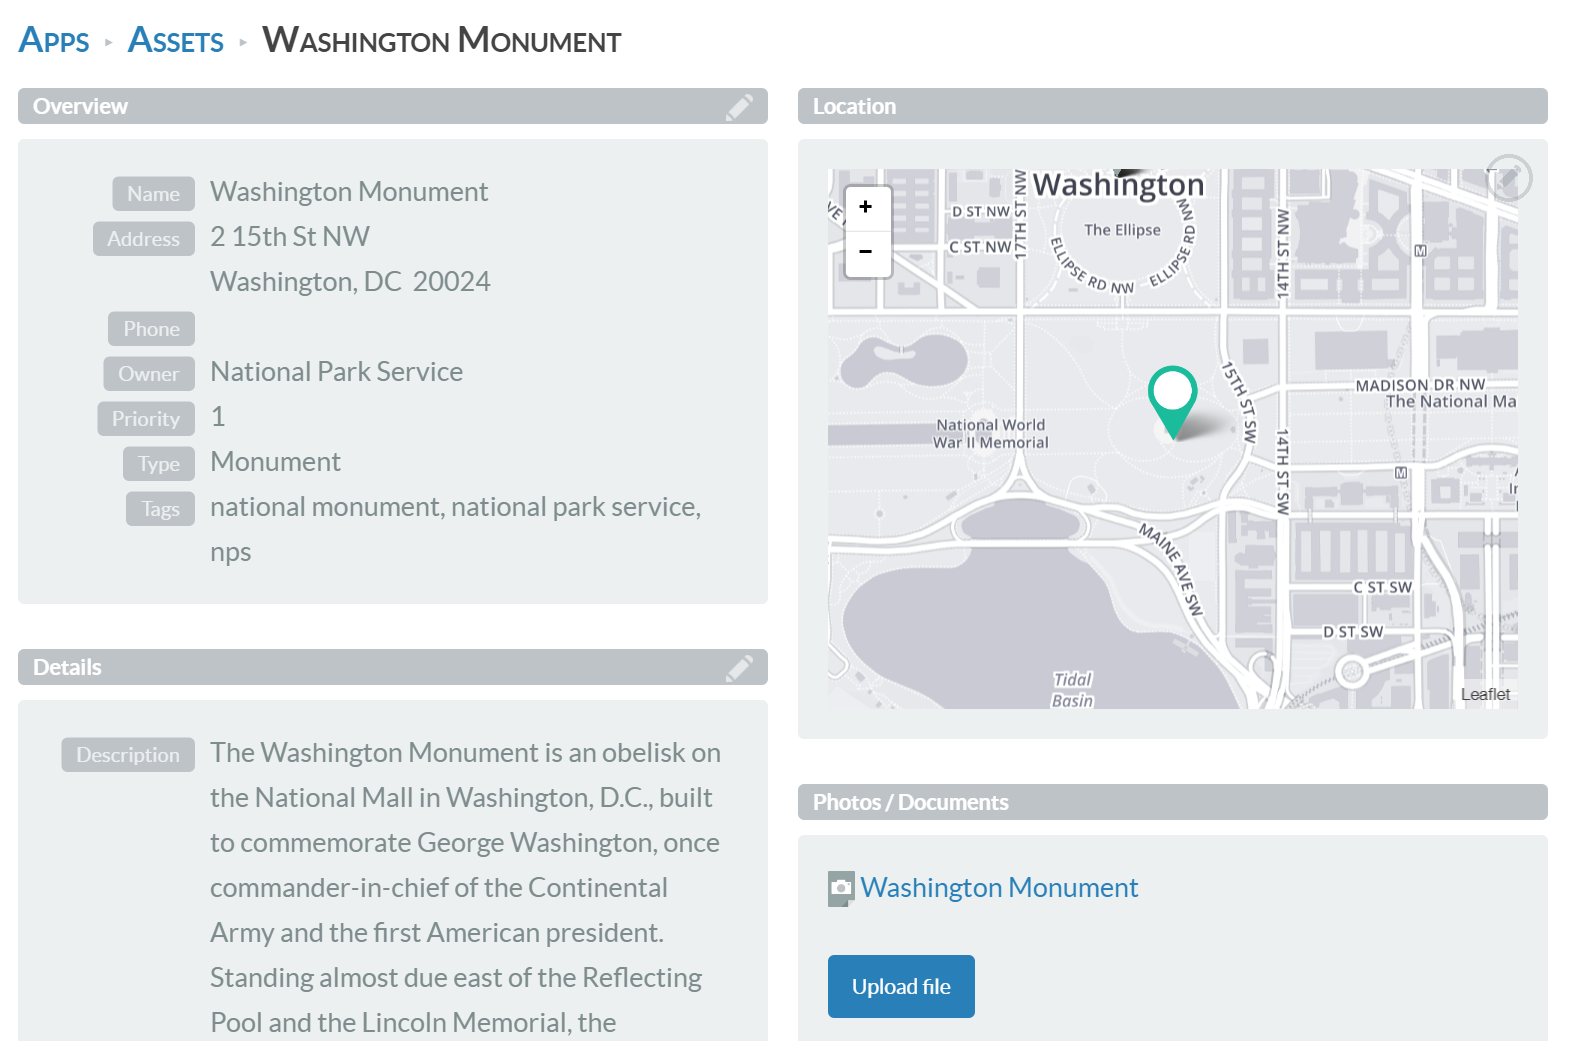 Apps ▸ Assets ▸ Washington Monument
Overview
Name Washington Monument
Address 2 15th St NW
Washington, DC 20024
Phone
Owner National Park Service
Priority 1
Type Monument
Tags national monument, national park service,
nps
Details
Description The Washington Monument is an obelisk on
the National Mall in Washington, D.C., built
to commemorate George Washington, once
commander-in-chief of the Continental
Army and the first American president.
Standing almost due east of the Reflecting
Pool and the Lincoln Memorial, the
Location
+
−
Washington
D ST NW
17TH ST NW
C ST NW
The Ellipse
ELLIPSE RD NW
ELLIPSE RD NW
14TH ST NW
M
15TH ST SW
MADISON DR NW
The National Ma
National World
War II Memorial
14TH ST SW
M
MAINE AVE SW
C ST SW
D ST SW
Tidal
Basin
Leaflet
Photos / Documents
Washington Monument
Upload file